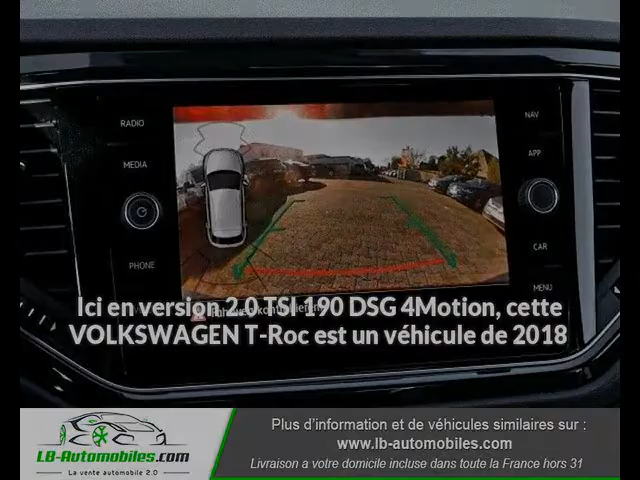 RADIO
MEDIA
PHONE
NAV
APP
CAR
MENU
Ici en version 2.0 TSI 190 DSG 4Motion, cette
VOLKSWAGEN T-Roc est un véhicule de 2018
LB-Automobiles.com
La vente automobile 2.0
Plus d'information et de véhicules similaires sur :
www.lb-automobiles.com
Livraison a votre domicile incluse dans toute la France hors 31